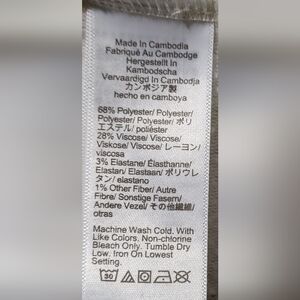 Made In Cambodia
Fabriqué Au Cambodge
Hergestellt In
Kambodscha
Vervaardigd In Cambodja
カンボジア製
hecho en camboya
68% Polyester/ Polyester/
Polyester/ Polyester/ ポリ
エステル/ poliéster
28% Viscose/ Viscose/
Viskose/ Viscose/ レーヨン/
viscosa
3% Elastane/ Élasthanne/
Elastan/ Elastaan/ ポリウレ
タン/ elastano
1% Other Fiber/ Autre
Fibre/ Sonstige Fasern/
Andere Vezel/ その他繊維/
otras
Machine Wash Cold. With
Like Colors. Non-chlorine
Bleach Only. Tumble Dry
Low. Iron On Lowest
Setting.
30